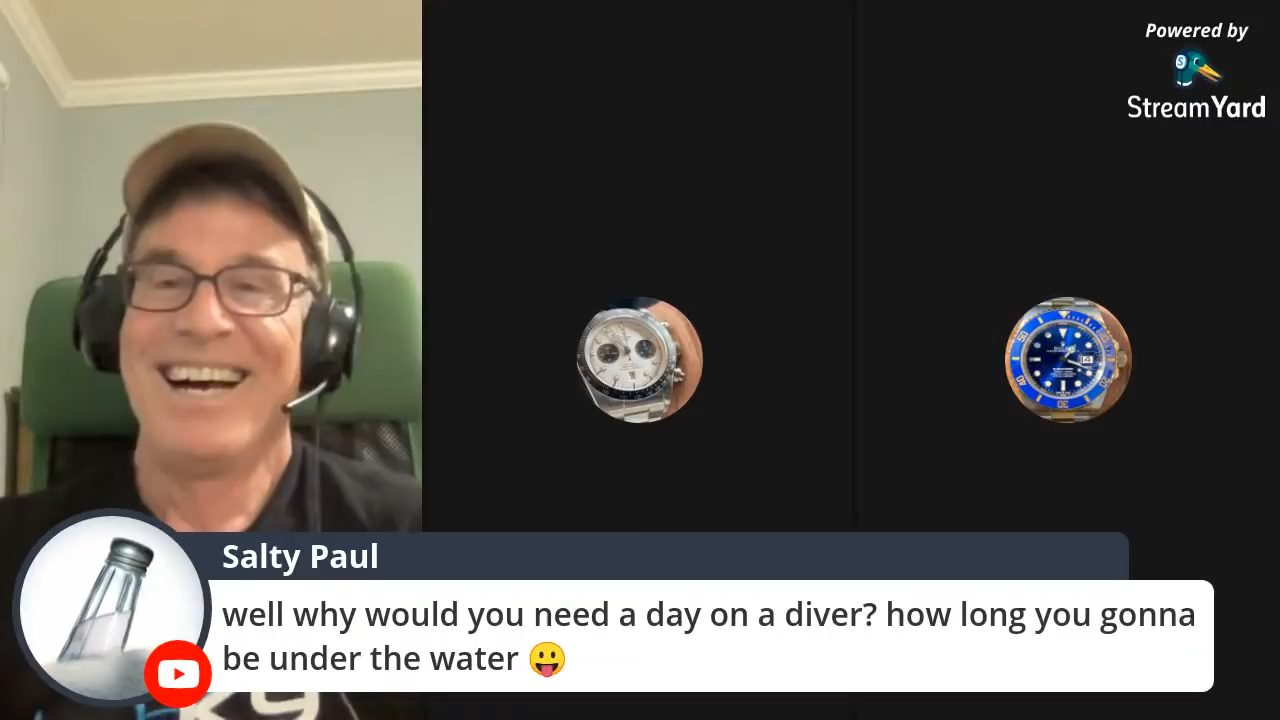 Powered by
StreamYard
Salty Paul
well why would you need a day on a diver? how long you gonna
be under the water 😛